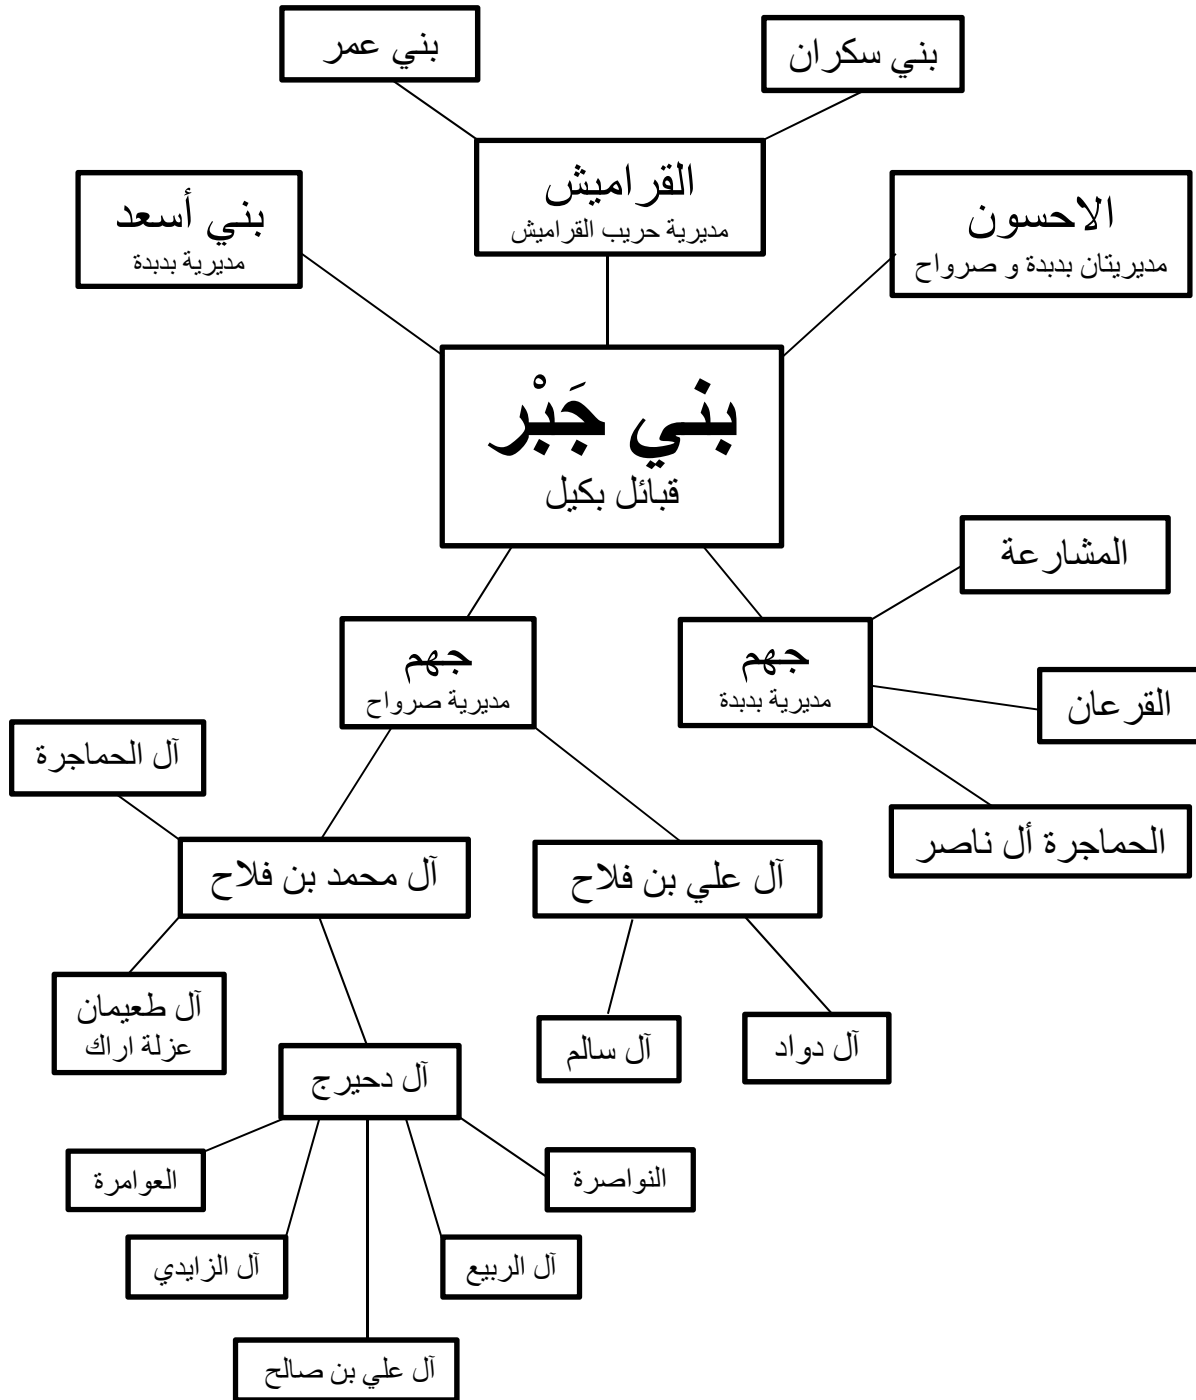 بني عمر
بني سكران
القراميش
مديرية حريب القراميش
بني أسعد
مديرية بدبدة
الاحسون
مديريتان بدبدة و صرواح
بني جَبْر
قبائل بكيل
المشارعة
جهم
مديرية صرواح
جهم
مديرية بدبدة
القرعان
آل الحماجرة
الحماجرة أل ناصر
آل محمد بن فلاح
آل علي بن فلاح
آل طعيمان
عزلة اراك
آل سالم
آل دواد
آل دحيرج
العوامرة
النواصرة
آل الزايدي
آل الربيع
آل علي بن صالح